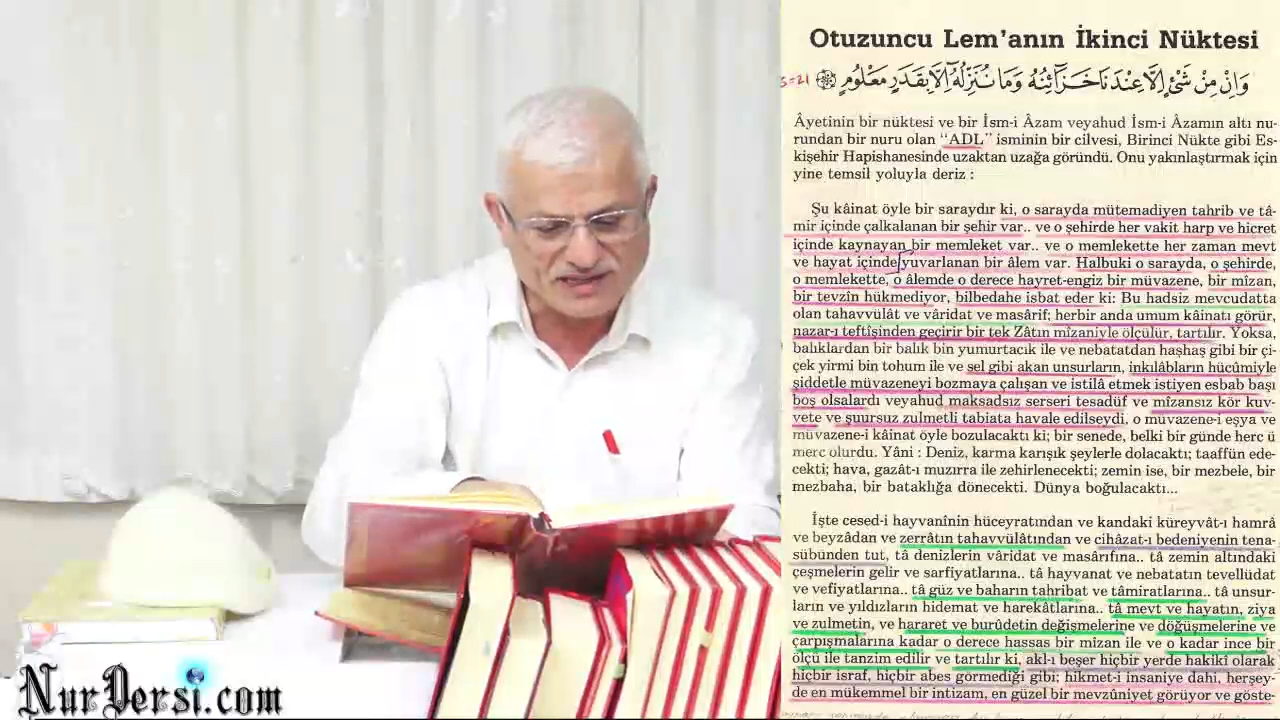 Otuzuncu Lem'anın İkinci Nüktesi
وَاِنْ مِنْ شَيْءٍ اِلَّا عِنْدَنَا خَزَٓائِنُهُ وَمَا نُنَزِّلُهُٓ اِلَّا بِقَدَرٍ مَعْلُومٍ
Âyetinin bir nüktesi ve bir İsm-i Âzam veyahud İsm-i Âzamın altı nu-
rundan bir nuru olan "ADL" isminin bir cilvesi, Birinci Nükte gibi Es-
kişehir Hapishanesinde uzaktan uzağa göründü. Onu yakınlaştırmak için
yine temsil yoluyla deriz :
Şu kâinat öyle bir saraydır ki, o sarayda mütemadiyen tahrib ve tâ-
mir içinde çalkalanan bir şehir var.. ve o şehirde her vakit harp ve hicret
içinde kaynayan bir memleket var.. ve o memlekette her zaman mevt
ve hayat içinde yuvarlanan bir âlem var. Halbuki o sarayda, o şehirde,
o memlekette, o âlemde o derece hayret-engiz bir müvazene, bir mîzan,
bir tevzîn hükmediyor, bilbedahe isbat eder ki: Bu hadsiz mevcudatta
olan tahavvülât ve vâridat ve masârif; herbir anda umum kâinatı görür,
nazar-ı teftîşinden geçirir bir tek Zâtın mîzaniyle ölçülür, tartılır. Yoksa,
balıklardan bir balık bin yumurtacık ile ve nebatatdan haşhaş gibi bir çi-
çek yirmi bin tohum ile ve sel gibi akan unsurların, inkılâbların hücûmiyle
şiddetle müvazeneyi bozmaya çalışan ve istilâ etmek istiyen esbab başı
boş olsalardı veyahud maksadsız serseri tesadüf ve mîzansız kör kuv-
vete ve şuursuz zulmetli tabiata havale edilseydi, o müvazene-i eşya ve
müvazene-i kâinat öyle bozulacaktı ki; bir senede, belki bir günde herc ü
merc olurdu. Yâni : Deniz, karma karışık şeylerle dolacaktı; taaffün ede-
cekti; hava, gazât-ı muzırra ile zehirlenecekti; zemin ise, bir mezbele, bir
mezbaha, bir bataklığa dönecekti. Dünya boğulacaktı...
İşte cesed-i hayvanînin hüceyratından ve kandaki küreyvât-ı hamrâ
ve beyzâdan ve zerrâtın tahavvülâtından ve cihâzat-ı bedeniyenin tena-
sübünden tut, tâ denizlerin vâridat ve masârıfına.. tâ zemin altındaki
çeşmelerin gelir ve sarfiyatlarına.. tâ hayvanat ve nebatatın tevellüdat
ve vefiyatlarına.. tâ güz ve baharın tahribat ve tâmiratlarına.. tâ unsur-
ların ve yıldızların hidemat ve harekâtlarına.. tâ mevt ve hayatın, ziya
ve zulmetin, ve hararet ve burûdetin değişmelerine ve döğüşmelerine ve
çarpışmalarına kadar o derece hassas bir mizan ile ve o kadar ince bir
ölçü ile tanzim edilir ve tartılır ki, akl-ı beşer hiçbir yerde hakikî olarak
hiçbir israf, hiçbir abes görmediği gibi; hikmet-i insaniye dahi, herşey-
de en mükemmel bir intizam, en güzel bir mevzûniyet görüyor ve göste-
NurDersi.com